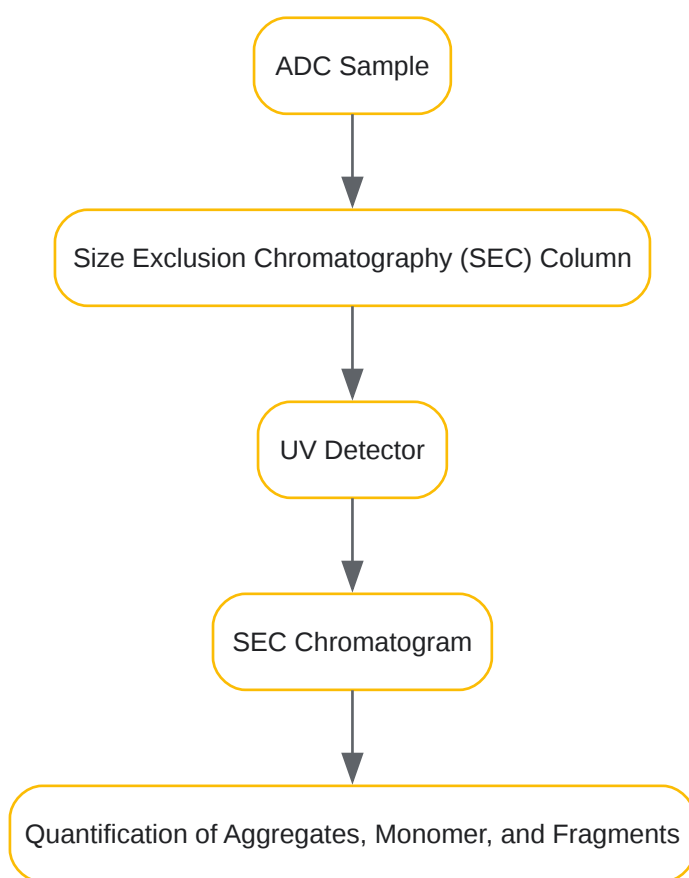 ADC Sample
Size Exclusion Chromatography (SEC) Column
UV Detector
SEC Chromatogram
Quantification of Aggregates, Monomer, and Fragments